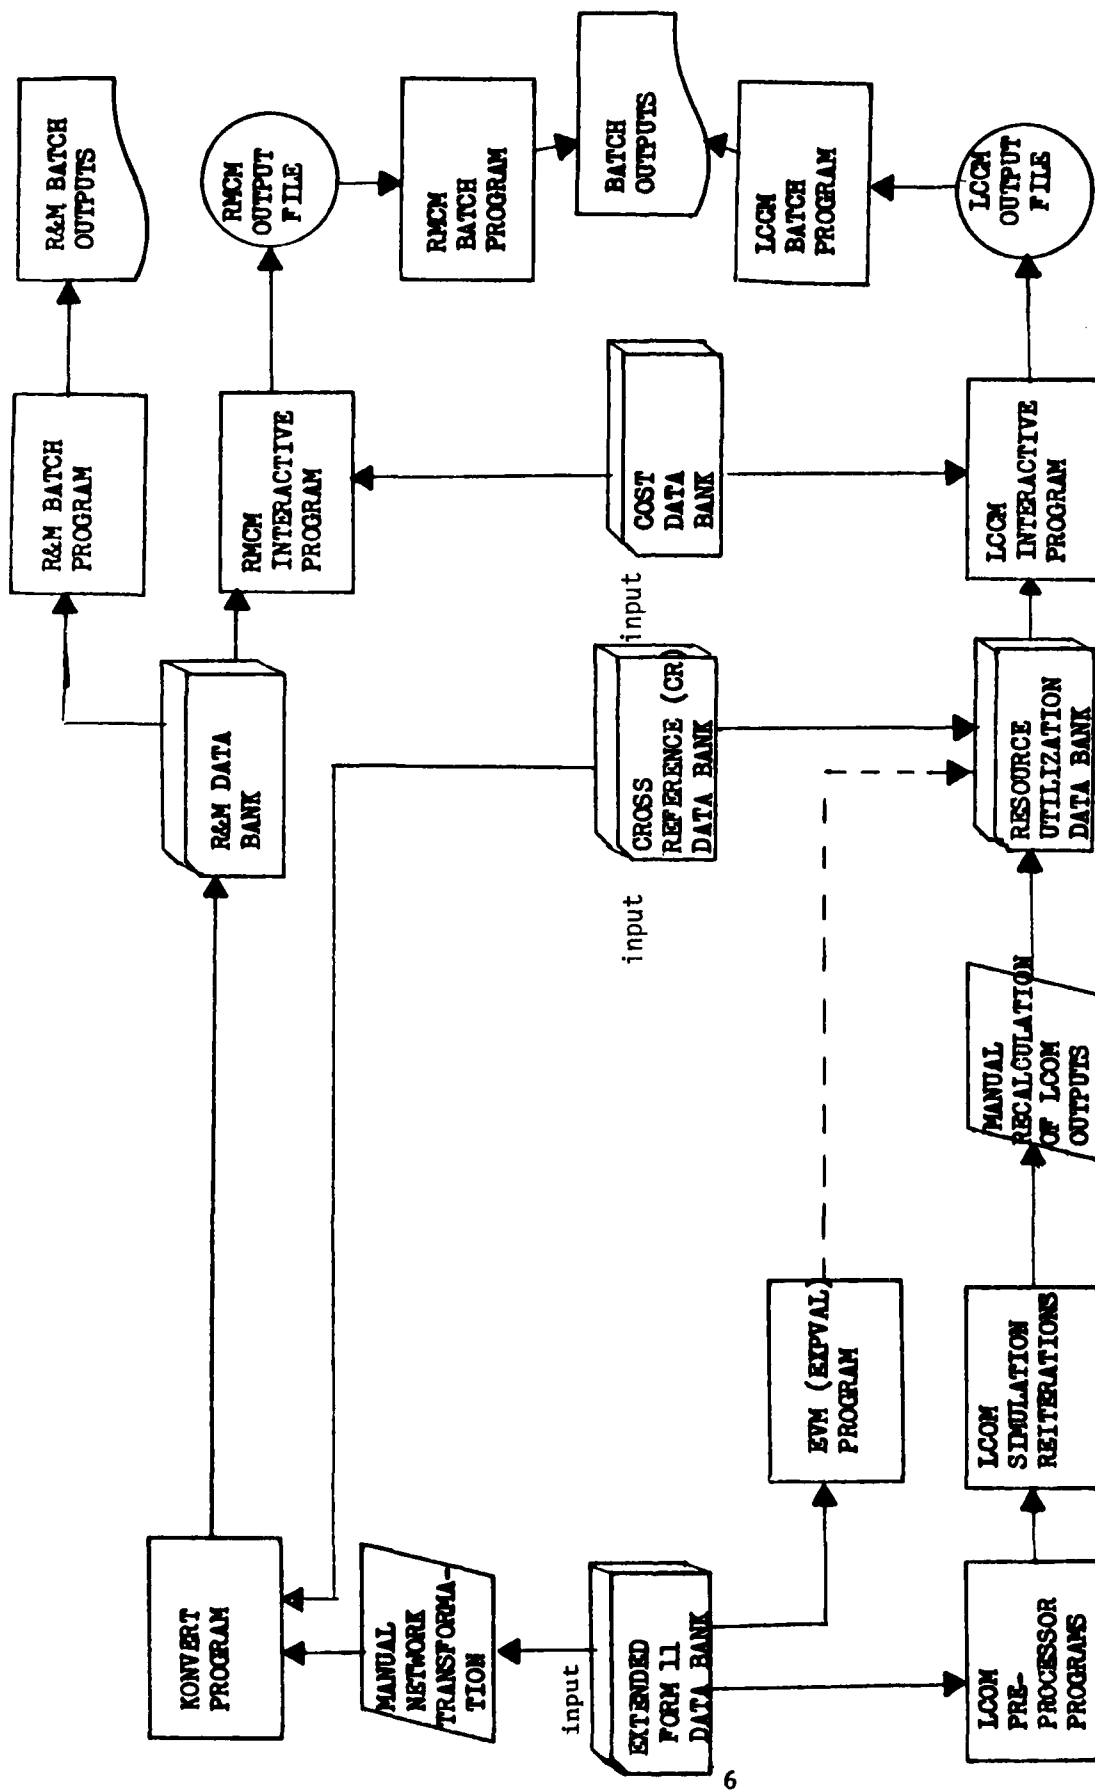 KONVERT
PROGRAM
R&M DATA
BANK
R&M BATCH
PROGRAM
R&M BATCH
OUTPUTS
RMCM
INTERACTIVE
PROGRAM
RMCM
OUTPUT
FILE
MANUAL
NETWORK
TRANSFORMA-
TION
RMCM
BATCH
PROGRAM
input
EXTENDED
FORM 11
DATA BANK
input
CROSS
REFERENCE (CR)
DATA BANK
input
COST
DATA
BANK
BATCH
OUTPUTS
EVM (EXPVAL)
PROGRAM
LCCM
BATCH
PROGRAM
LCOM
PRE-
PROCESSOR
PROGRAMS
LCOM
SIMULATION
REITERATIONS
MANUAL
RECALCULATION
OF LCOM
OUTPUTS
RESOURCE
UTILIZATION
DATA BANK
LCCM
INTERACTIVE
PROGRAM
LCCM
OUTPUT
FILE
6